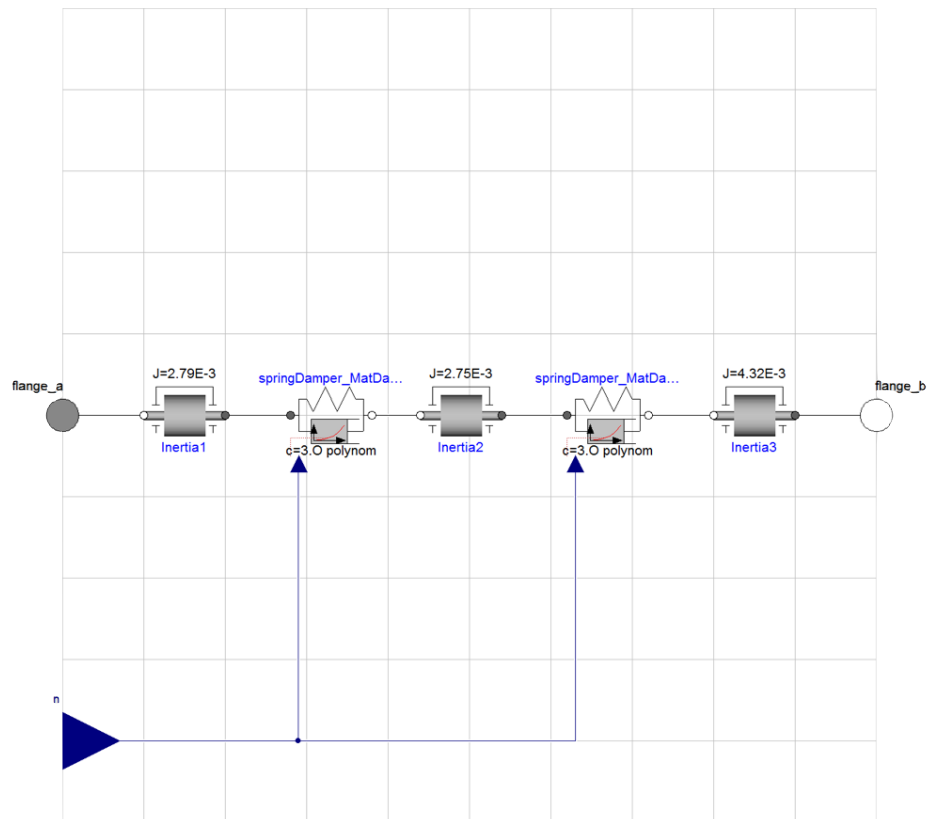 J=2.79E-3
J=2.75E-3
J=4.32E-3
flange_a
springDamper_MatDa...
springDamper_MatDa...
flange_b
Inertia1
c=3.O polynom
Inertia2
c=3.O polynom
Inertia3
n